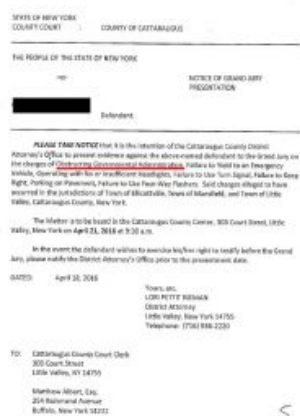 STATE OF NEW YORK
COUNTY COURT : COUNTY OF CATTARAUGUS
THE PEOPLE OF THE STATE OF NEW YORK
-vs-
NOTICE OF GRAND JURY
PRESENTATION
Defendant.
PLEASE TAKE NOTICE that it is the intention of the Cattaraugus County District
Attorney's Office to present evidence against the above-named defendant to the Grand Jury on
the charges of Obstructing Governmental Administration, Failure to Yield to an Emergency
Vehicle, Operating with No or Insufficient Headlights, Failure to Use Turn Signal, Failure to Keep
Right, Parking on Pavement, Failure to Use Four-Way Flashers. Said charges alleged to have
occurred in the jurisdictions of Town of Ellicottville, Town of Mansfield, and Town of Little
Valley, Cattaraugus County, New York.
The Matter is to be heard in the Cattaraugus County Center, 303 Court Street, Little
Valley, New York on April 21, 2016 at 9:30 a.m.
In the event the defendant wishes to exercise his/her right to testify before the Grand
Jury, please notify the District Attorney's Office prior to the presentment date.
DATED: April 18, 2016
Yours, etc.
LORI PETTIT RIEMAN
District Attorney
Little Valley, New York 14755
Telephone: (716) 938-2220
TO: Cattaraugus County Court Clerk
303 Court Street
Little Valley, NY 14755
Matthew Albert, Esq.
254 Richmond Avenue
Buffalo, New York 14222